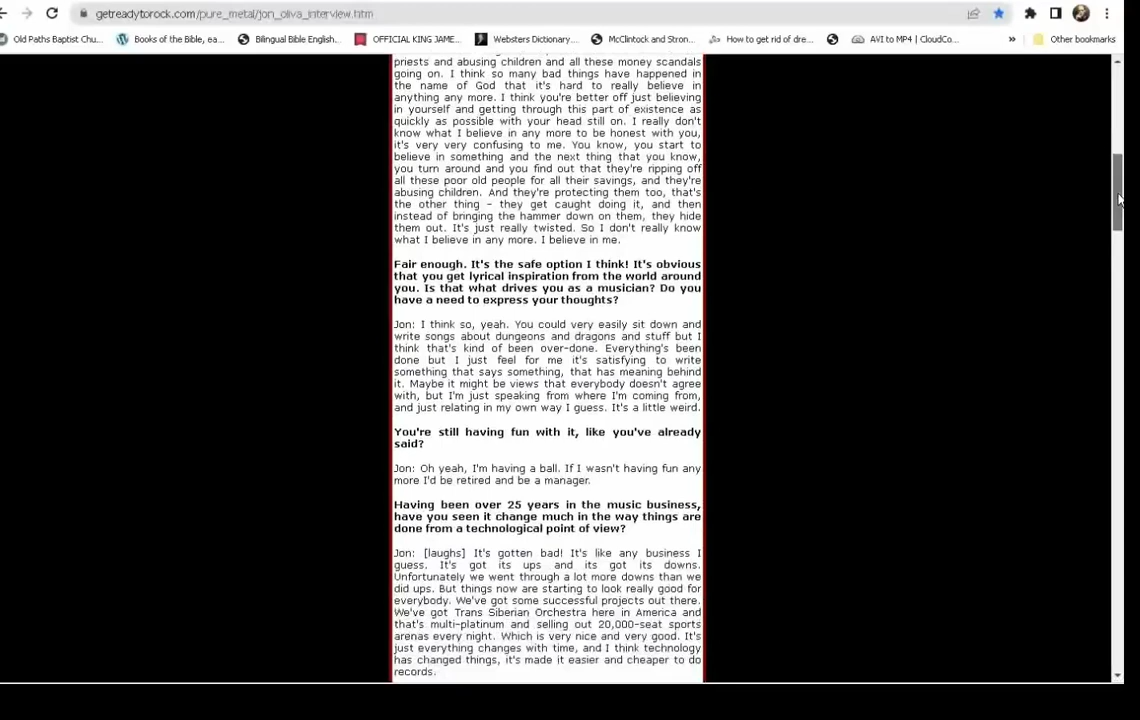 getreadytorock.com/pure_metal/jon_oliva_interview.htm
Old Paths Baptist Chu... Books of the Bible, ea... Bilingual Bible English... OFFICIAL KING JAME... Websters Dictionary... McClintock and Stron... How to get rid of dre... AVI to MP4 | CloudCo... » Other bookmarks
priests and abusing children and all these money scandals
going on. I think so many bad things have happened in
the name of God that it's hard to really believe in
anything any more. I think you're better off just believing
in yourself and getting through this part of existence as
quickly as possible with your head still on. I really don't
know what I believe in any more to be honest with you,
it's very very confusing to me. You know, you start to
believe in something and the next thing that you know,
you turn around and you find out that they're ripping off
all these poor old people for all their savings, and they're
abusing children. And they're protecting them too, that's
the other thing - they get caught doing it, and then
instead of bringing the hammer down on them, they hide
them out. It's just really twisted. So I don't really know
what I believe in any more. I believe in me.
Fair enough. It's the safe option I think! It's obvious
that you get lyrical inspiration from the world around
you. Is that what drives you as a musician? Do you
have a need to express your thoughts?
Jon: I think so, yeah. You could very easily sit down and
write songs about dungeons and dragons and stuff but I
think that's kind of been over-done. Everything's been
done but I just feel for me it's satisfying to write
something that says something, that has meaning behind
it. Maybe it might be views that everybody doesn't agree
with, but I'm just speaking from where I'm coming from,
and just relating in my own way I guess. It's a little weird.
You're still having fun with it, like you've already
said?
Jon: Oh yeah, I'm having a ball. If I wasn't having fun any
more I'd be retired and be a manager.
Having been over 25 years in the music business,
have you seen it change much in the way things are
done from a technological point of view?
Jon: [laughs] It's gotten bad! It's like any business I
guess. It's got its ups and its got its downs.
Unfortunately we went through a lot more downs than we
did ups. But things now are starting to look really good for
everybody. We've got some successful projects out there.
We've got Trans Siberian Orchestra here in America and
that's multi-platinum and selling out 20,000-seat sports
arenas every night. Which is very nice and very good. It's
just everything changes with time, and I think technology
has changed things, it's made it easier and cheaper to do
records.